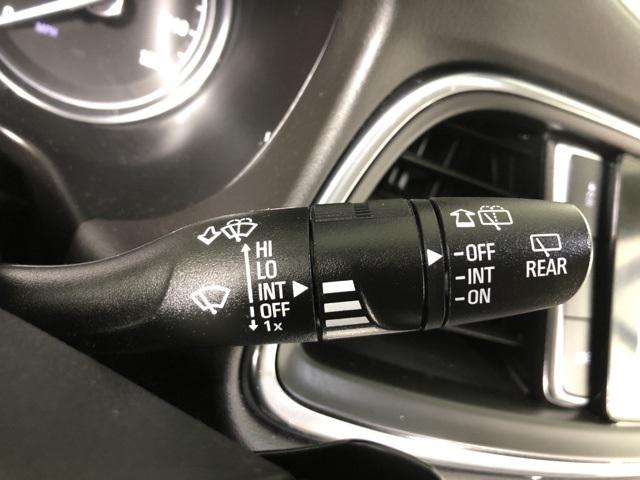 HI
LO
INT
OFF
1x
-OFF
-INT
-ON
REAR